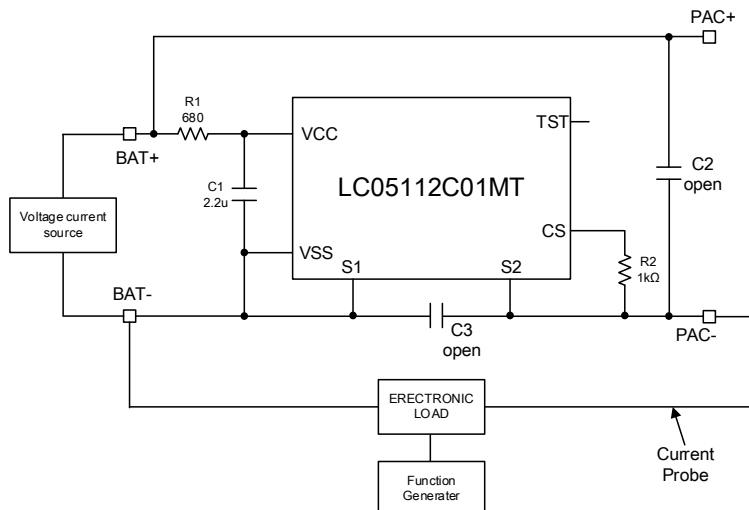 PAC+
R1
680
VCC
TST
BAT+
C1
2.2u
LC05112C01MT
C2
open
Voltage current
source
CS
VSS
S1
S2
R2
1kΩ
BAT-
C3
open
PAC-
ERECTRONIC
LOAD
Current
Probe
Function
Generater